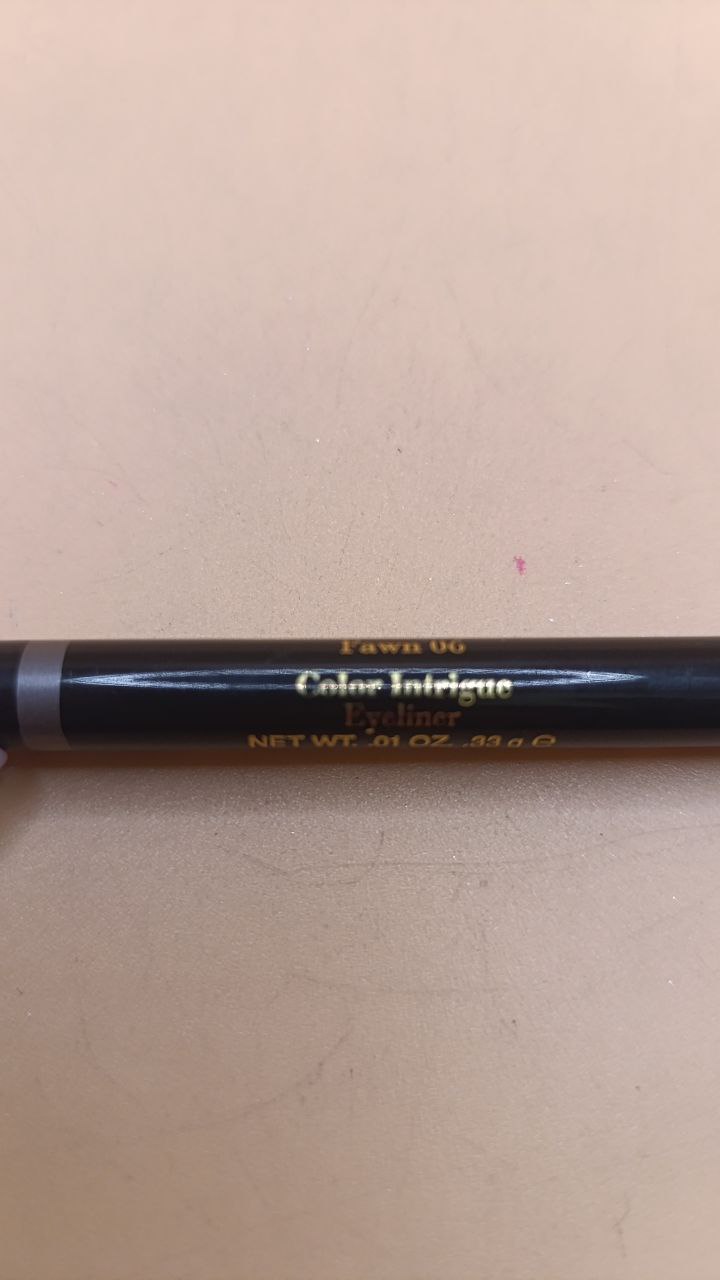 Fawn 06
Color Intrigue
Eyeliner
NET WT. .01 OZ .33 g ℮